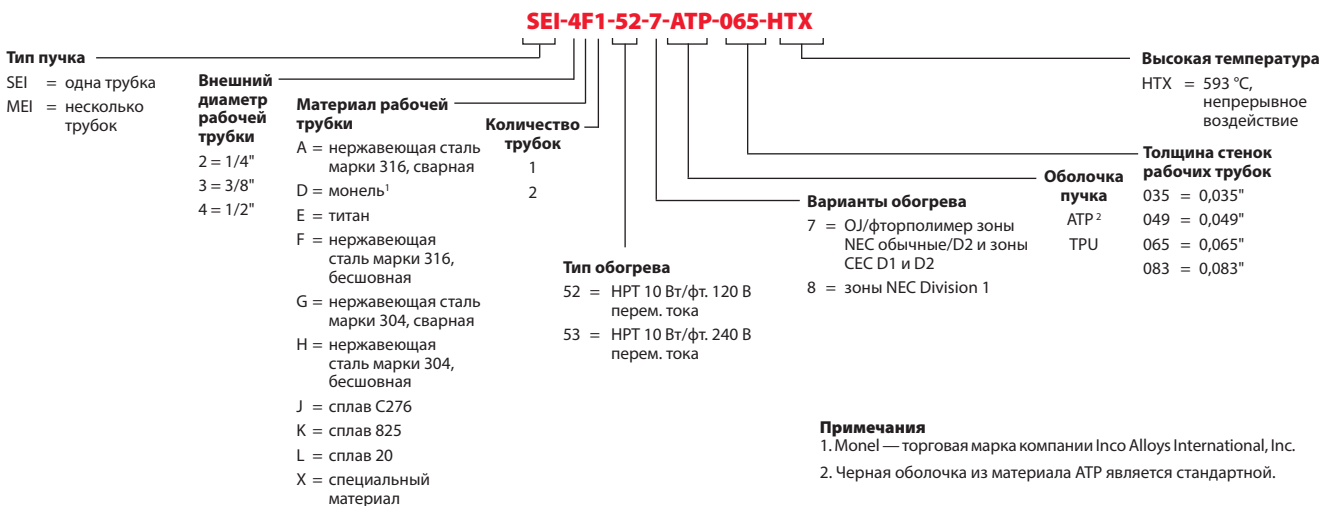 SEI-4F1-52-7-ATP-065-HTX
Тип пучка
SEI = одна трубка
MEI = несколько
трубок
Внешний
диаметр
рабочей
трубки
2 = 1/4"
3 = 3/8"
4 = 1/2"
Материал рабочей
трубки
A = нержавеющая сталь
марки 316, сварная
D = монель¹
E = титан
F = нержавеющая
сталь марки 316,
бесшовная
G = нержавеющая сталь
марки 304, сварная
H = нержавеющая
сталь марки 304,
бесшовная
J = сплав C276
K = сплав 825
L = сплав 20
X = специальный
материал
Количество
трубок
1
2
Тип обогрева
52 = HPT 10 Вт/фт. 120 В
перем. тока
53 = HPT 10 Вт/фт. 240 В
перем. тока
Варианты обогрева
7 = OJ/фторполимер зоны
NEC обычные/D2 и зоны
CEC D1 и D2
8 = зоны NEC Division 1
Оболочка
пучка
ATP ²
TPU
Толщина стенок
рабочих трубок
035 = 0,035"
049 = 0,049"
065 = 0,065"
083 = 0,083"
Высокая температура
HTX = 593 °C,
непрерывное
воздействие
Примечания
1. Monel — торговая марка компании Inco Alloys International, Inc.
2. Черная оболочка из материала ATP является стандартной.